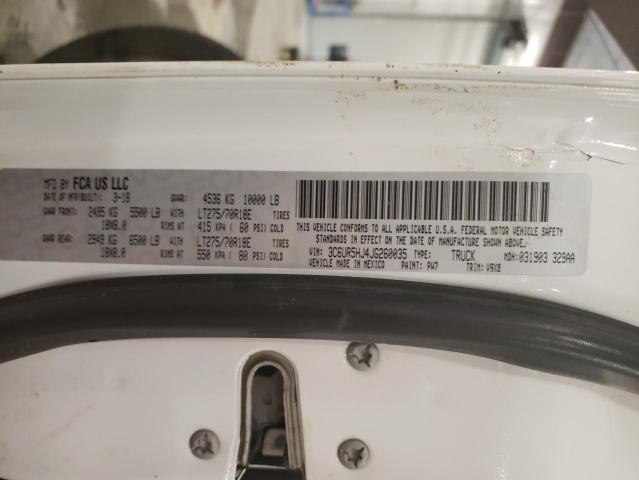 MFD BY FCA US LLC
DATE OF MFR(BUILT): 3-18 GVWR: 4536 KG 10000 LB
GAWR FRONT: 2495 KG 5500 LB WITH LT275/70R18E TIRES
18X8.0 RIMS AT 415 KPA ( 60 PSI) COLD
GAWR REAR: 2949 KG 6500 LB WITH LT275/70R18E TIRES
18X8.0 RIMS AT 550 KPA ( 80 PSI) COLD
THIS VEHICLE CONFORMS TO ALL APPLICABLE U.S.A. FEDERAL MOTOR VEHICLE SAFETY
STANDARDS IN EFFECT ON THE DATE OF MANUFACTURE SHOWN ABOVE.
VIN: 3C6UR5HJ4JG260035 TYPE: TRUCK MDH: 031903 329AA
VEHICLE MADE IN MEXICO PAINT: PW7 TRIM: V9X8